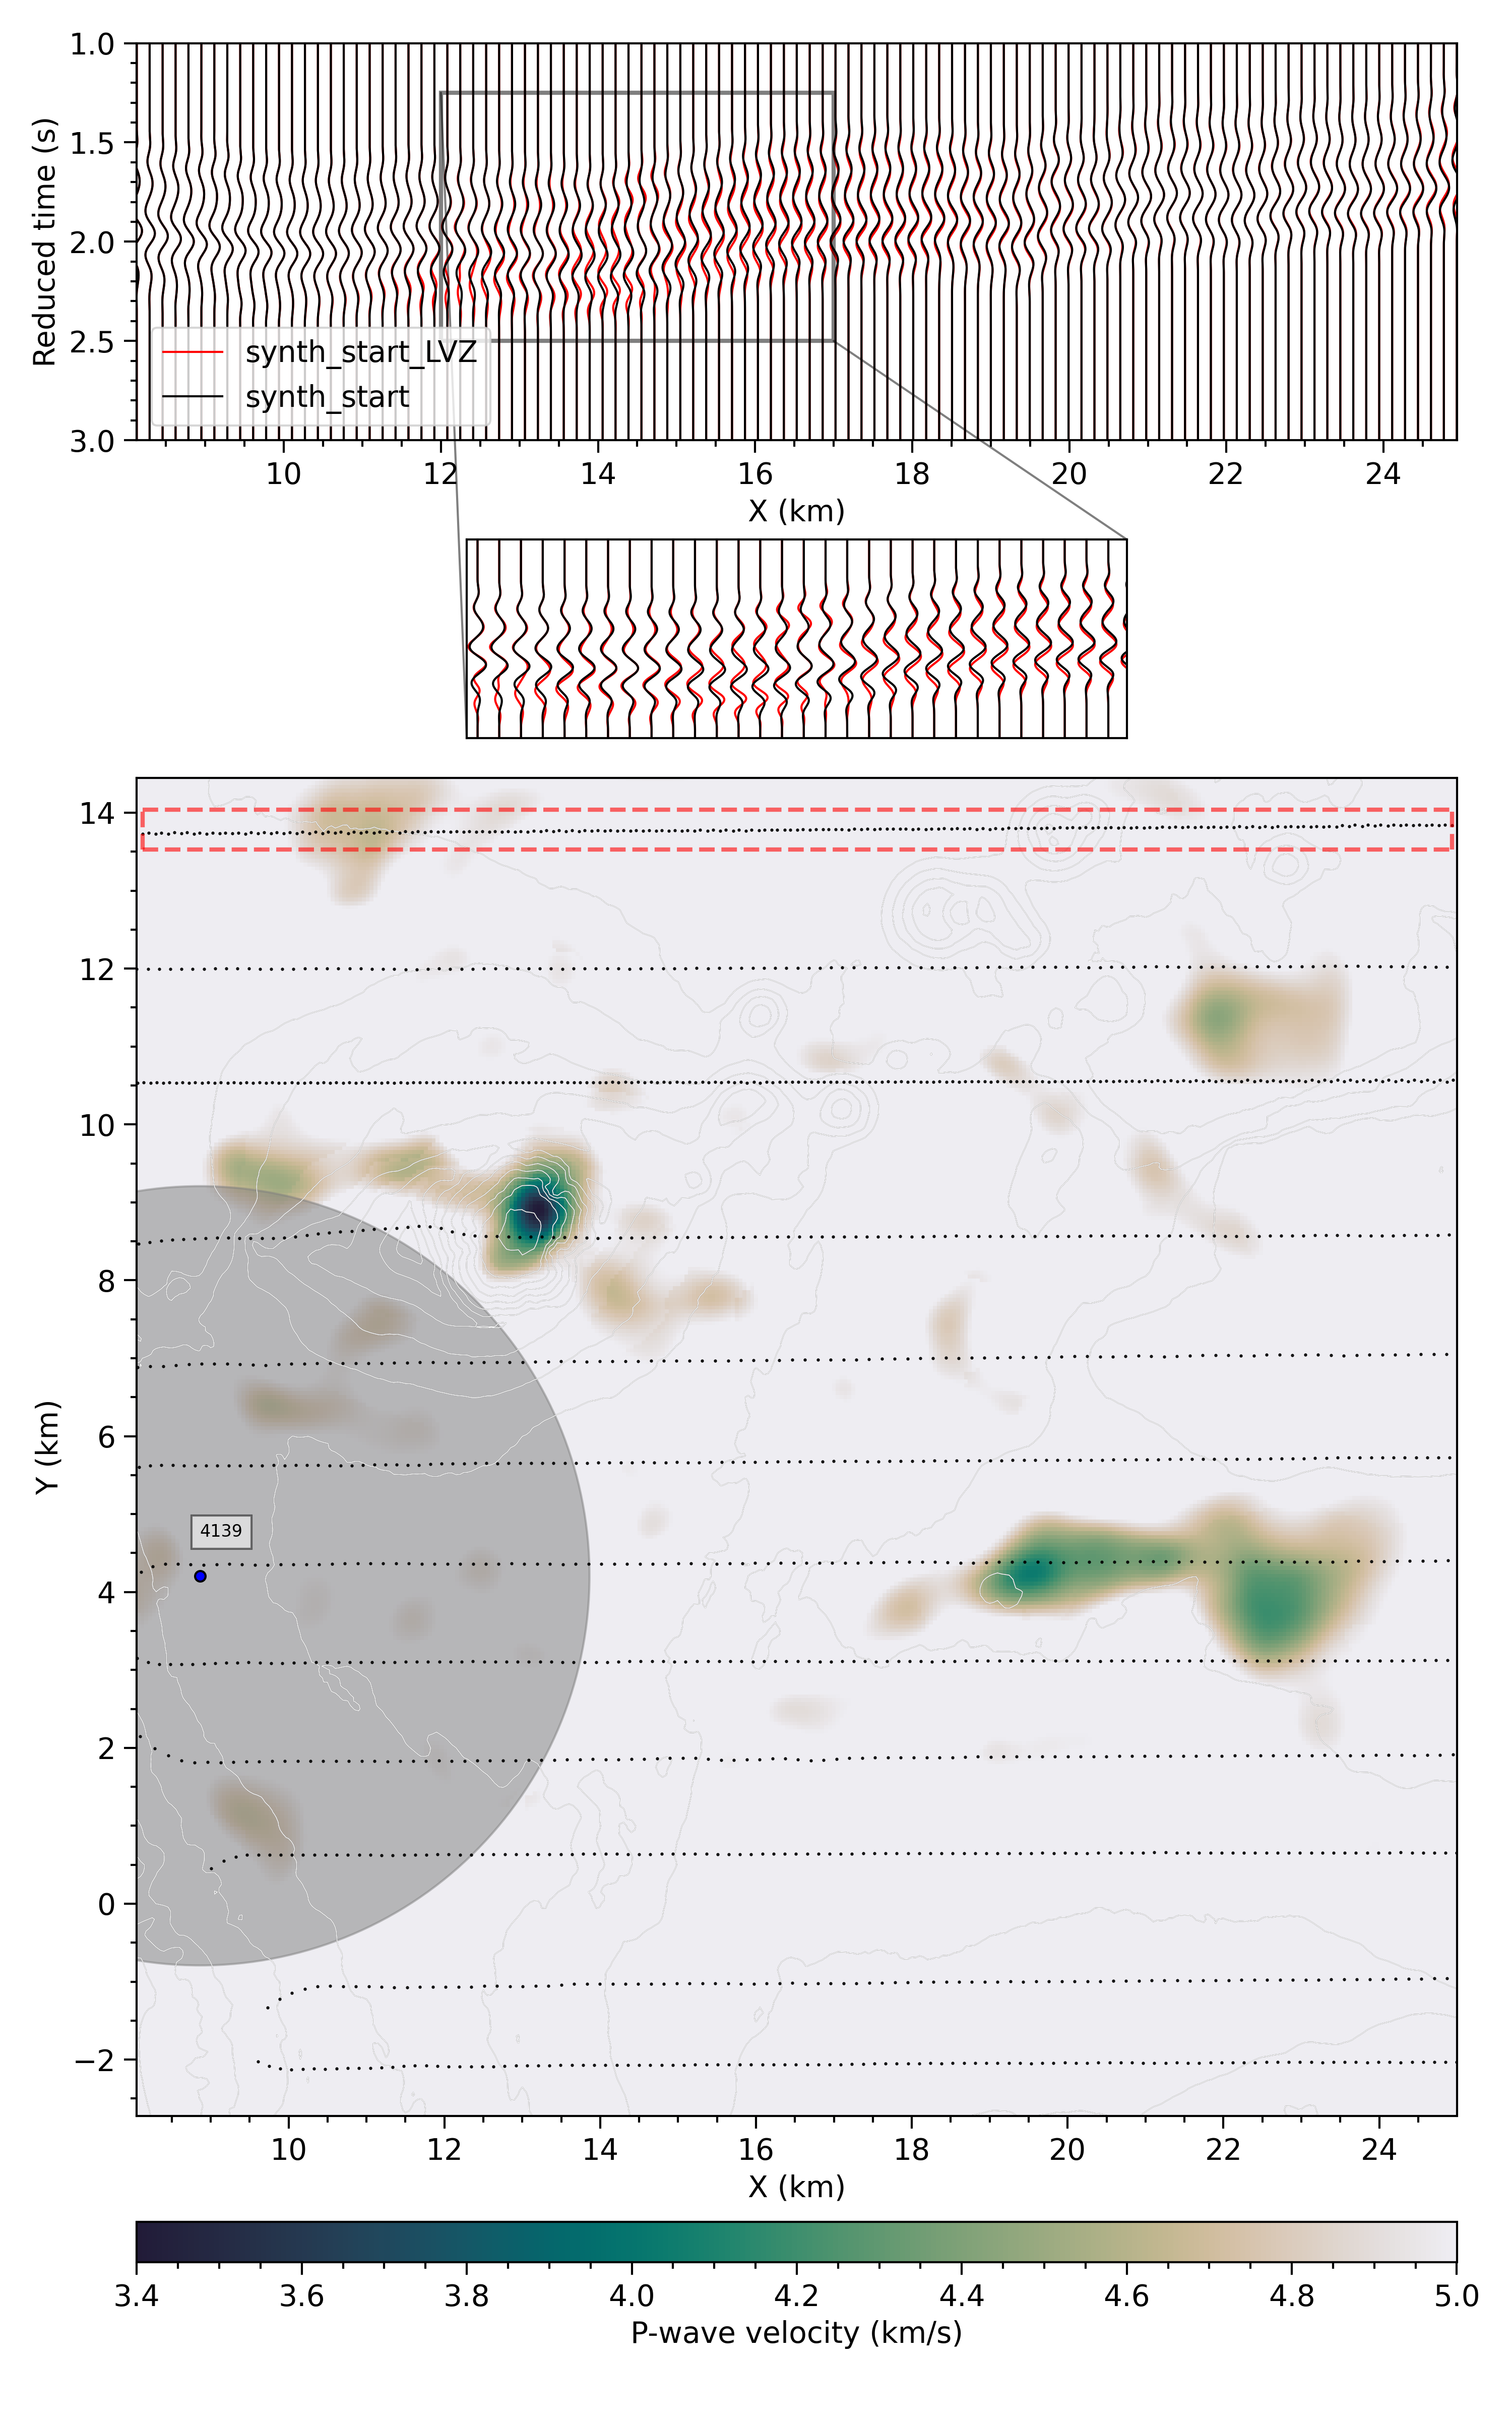 1.0
1.5
2.0
2.5
3.0
Reduced time (s)
synth_start_LVZ
synth_start
10 12 14 16 18 20 22 24
X (km)
14
12
10
8
6
4
2
0
−2
Y (km)
4139
10 12 14 16 18 20 22 24
X (km)
3.4 3.6 3.8 4.0 4.2 4.4 4.6 4.8 5.0
P-wave velocity (km/s)